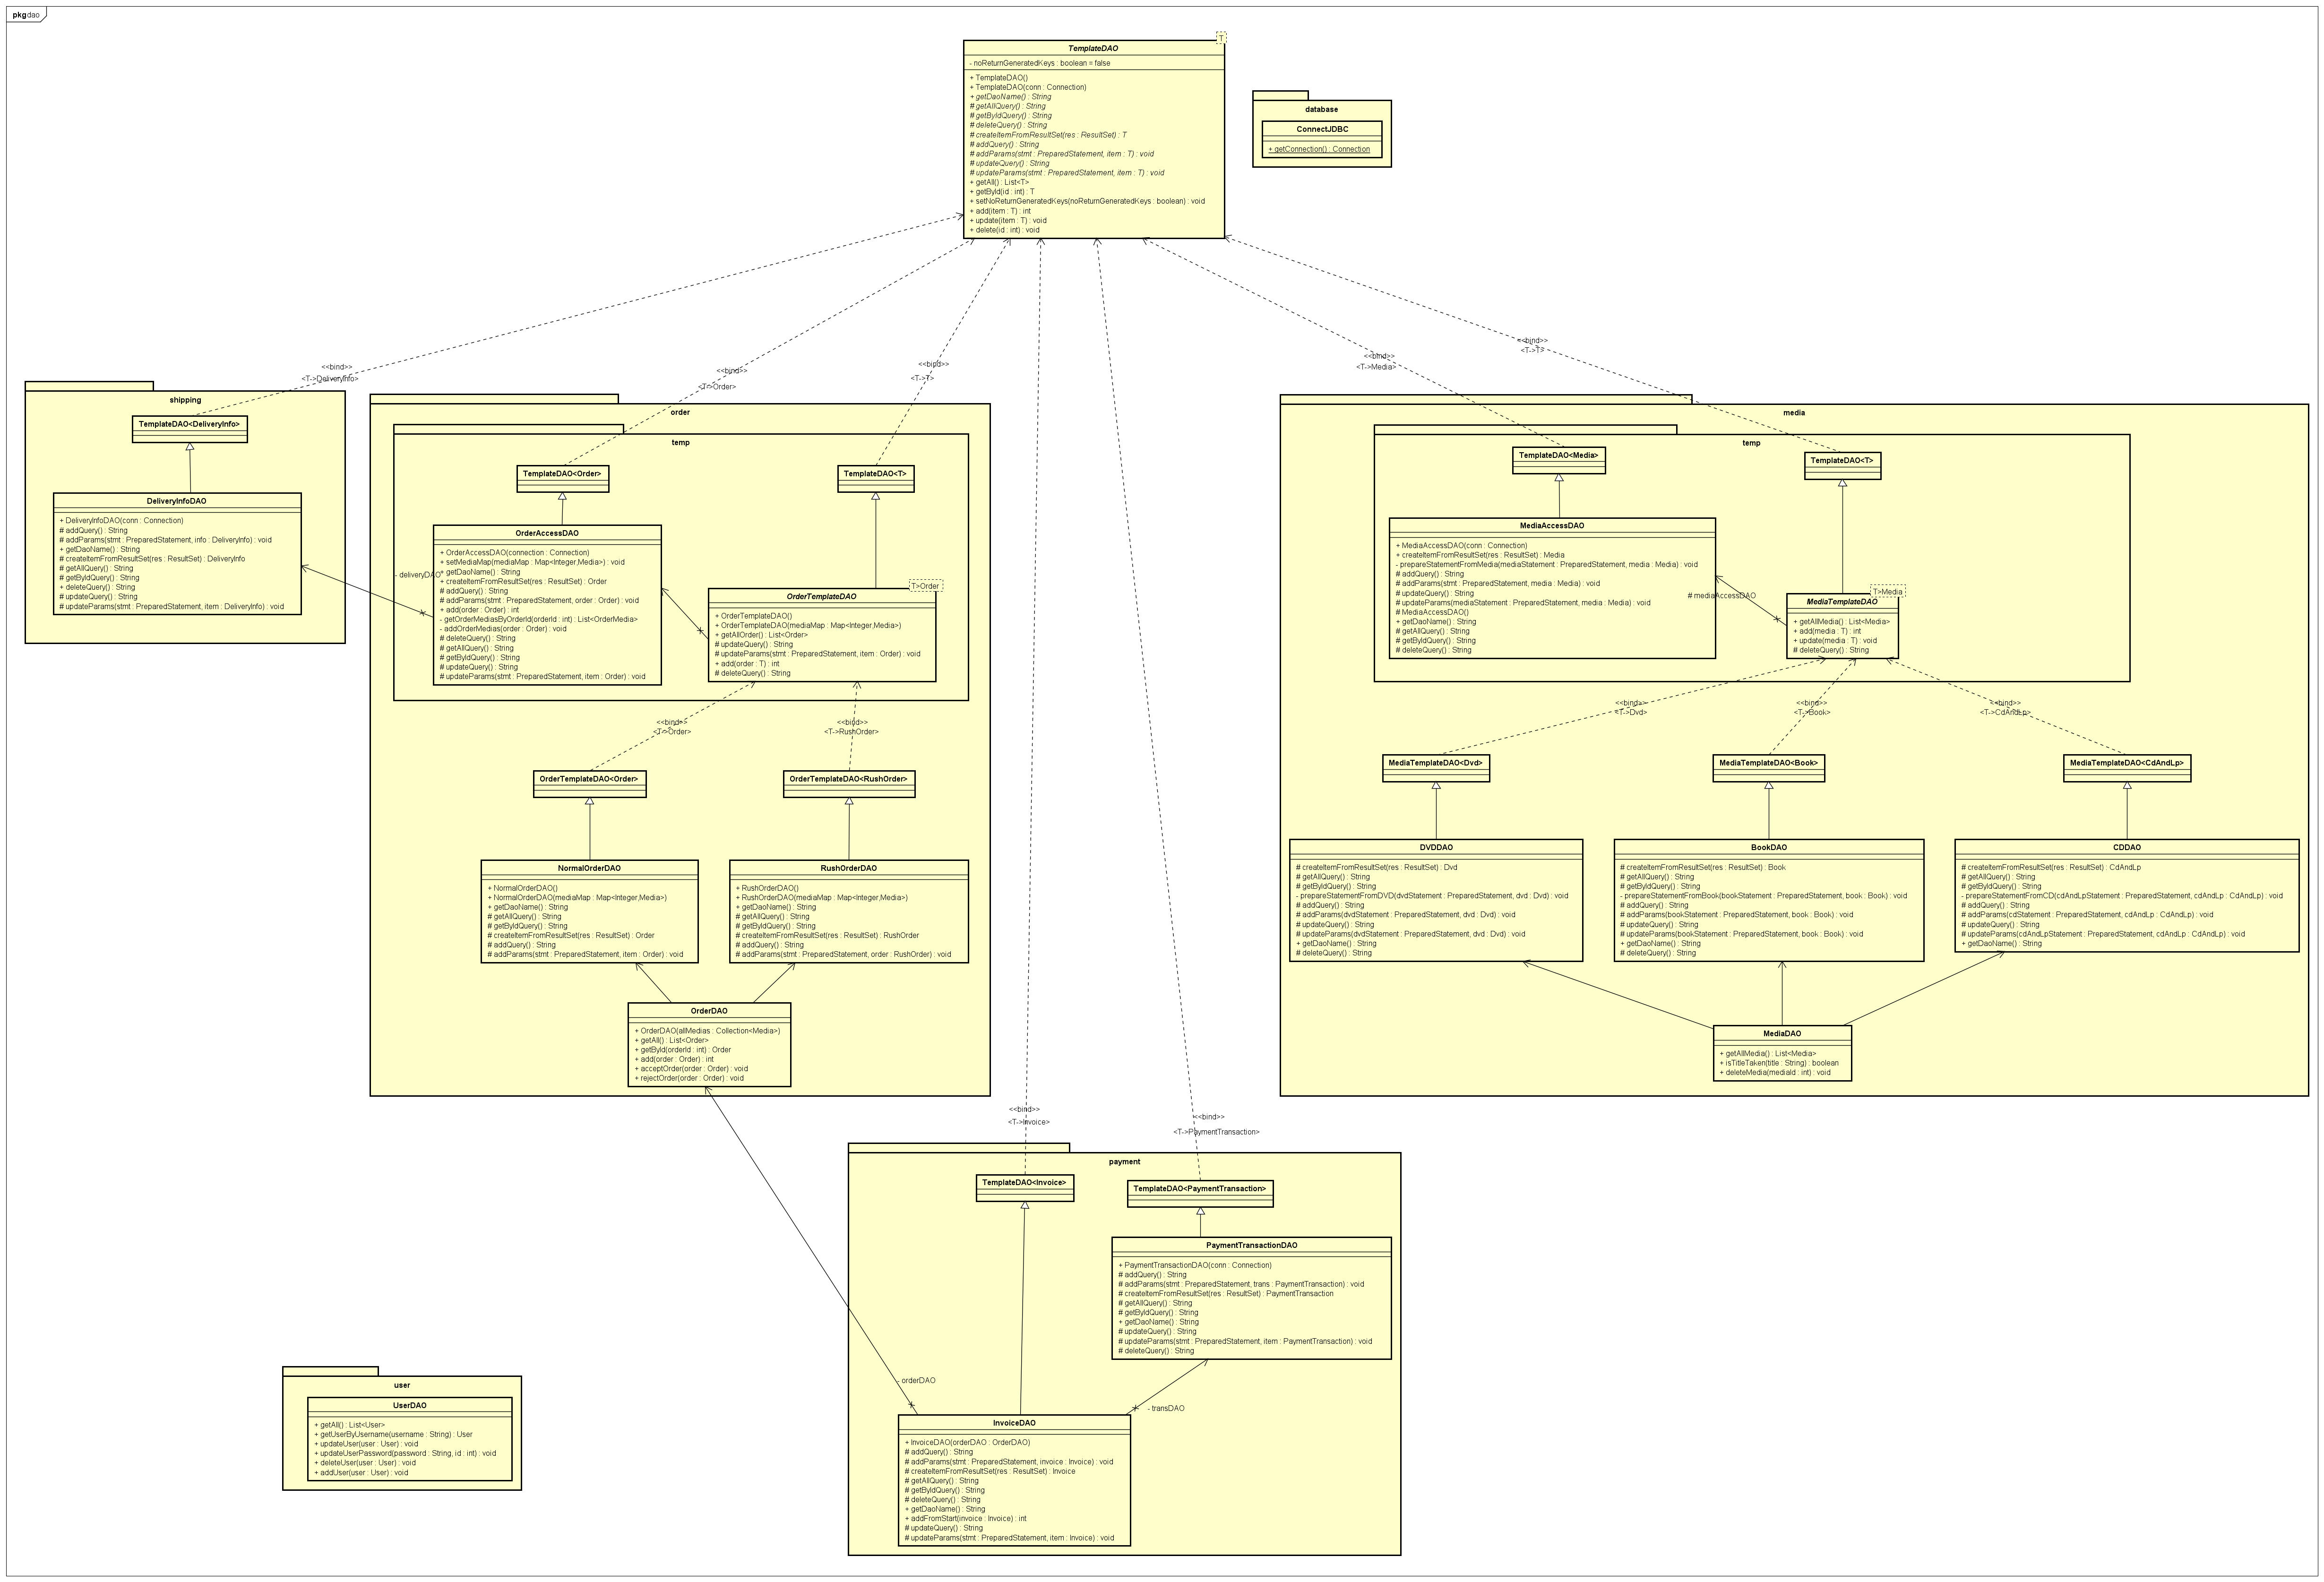 pkg dao
T
TemplateDAO
- noReturnGeneratedKeys : boolean = false
+ TemplateDAO()
+ TemplateDAO(conn : Connection)
+ getDaoName() : String
# getAllQuery() : String
# getByIdQuery() : String
# deleteQuery() : String
# createItemFromResultSet(res : ResultSet) : T
# addQuery() : String
# addParams(stmt : PreparedStatement, item : T) : void
# updateQuery() : String
# updateParams(stmt : PreparedStatement, item : T) : void
+ getAll() : List<T>
+ getById(id : int) : T
+ setNoReturnGeneratedKeys(noReturnGeneratedKeys : boolean) : void
+ add(item : T) : int
+ update(item : T) : void
+ delete(id : int) : void
database
ConnectJDBC
+ getConnection() : Connection
<<bind>>
<T->DeliveryInfo>
<<bind>>
<T->Order>
<<bind>>
<T->T>
<<bind>>
<T->Media>
<<bind>>
<T->T>
shipping
TemplateDAO<DeliveryInfo>
DeliveryInfoDAO
+ DeliveryInfoDAO(conn : Connection)
# addQuery() : String
# addParams(stmt : PreparedStatement, info : DeliveryInfo) : void
+ getDaoName() : String
# createItemFromResultSet(res : ResultSet) : DeliveryInfo
# getAllQuery() : String
# getByIdQuery() : String
+ deleteQuery() : String
# updateQuery() : String
# updateParams(stmt : PreparedStatement, item : DeliveryInfo) : void
- deliveryDAO
order
temp
TemplateDAO<Order>
TemplateDAO<T>
OrderAccessDAO
+ OrderAccessDAO(connection : Connection)
+ setMediaMap(mediaMap : Map<Integer,Media>) : void
+ getDaoName() : String
+ createItemFromResultSet(res : ResultSet) : Order
# addQuery() : String
# addParams(stmt : PreparedStatement, order : Order) : void
+ add(order : Order) : int
- getOrderMediasByOrderId(orderId : int) : List<OrderMedia>
- addOrderMedias(order : Order) : void
# deleteQuery() : String
# getAllQuery() : String
# getByIdQuery() : String
# updateQuery() : String
# updateParams(stmt : PreparedStatement, item : Order) : void
T>Order
OrderTemplateDAO
+ OrderTemplateDAO()
+ OrderTemplateDAO(mediaMap : Map<Integer,Media>)
+ getAllOrder() : List<Order>
# updateQuery() : String
# updateParams(stmt : PreparedStatement, item : Order) : void
+ add(order : T) : int
# deleteQuery() : String
<<bind>>
<T->Order>
<<bind>>
<T->RushOrder>
OrderTemplateDAO<Order>
OrderTemplateDAO<RushOrder>
NormalOrderDAO
+ NormalOrderDAO()
+ NormalOrderDAO(mediaMap : Map<Integer,Media>)
+ getDaoName() : String
# getAllQuery() : String
# getByIdQuery() : String
# createItemFromResultSet(res : ResultSet) : Order
# addQuery() : String
# addParams(stmt : PreparedStatement, item : Order) : void
RushOrderDAO
+ RushOrderDAO()
+ RushOrderDAO(mediaMap : Map<Integer,Media>)
+ getDaoName() : String
# getAllQuery() : String
# getByIdQuery() : String
# createItemFromResultSet(res : ResultSet) : RushOrder
# addQuery() : String
# addParams(stmt : PreparedStatement, order : RushOrder) : void
OrderDAO
+ OrderDAO(allMedias : Collection<Media>)
+ getAll() : List<Order>
+ getById(orderId : int) : Order
+ add(order : Order) : int
+ acceptOrder(order : Order) : void
+ rejectOrder(order : Order) : void
media
temp
TemplateDAO<Media>
TemplateDAO<T>
MediaAccessDAO
+ MediaAccessDAO(conn : Connection)
+ createItemFromResultSet(res : ResultSet) : Media
- prepareStatementFromMedia(mediaStatement : PreparedStatement, media : Media) : void
# addQuery() : String
# addParams(stmt : PreparedStatement, media : Media) : void
# updateQuery() : String
# updateParams(mediaStatement : PreparedStatement, media : Media) : void
# MediaAccessDAO()
+ getDaoName() : String
# getAllQuery() : String
# getByIdQuery() : String
# deleteQuery() : String
# mediaAccessDAO
T>Media
MediaTemplateDAO
+ getAllMedia() : List<Media>
+ add(media : T) : int
+ update(media : T) : void
# deleteQuery() : String
<<bind>>
<T->Dvd>
<<bind>>
<T->Book>
<<bind>>
<T->CdAndLp>
MediaTemplateDAO<Dvd>
MediaTemplateDAO<Book>
MediaTemplateDAO<CdAndLp>
DVDDAO
# createItemFromResultSet(res : ResultSet) : Dvd
# getAllQuery() : String
# getByIdQuery() : String
- prepareStatementFromDVD(dvdStatement : PreparedStatement, dvd : Dvd) : void
# addQuery() : String
# addParams(dvdStatement : PreparedStatement, dvd : Dvd) : void
# updateQuery() : String
# updateParams(dvdStatement : PreparedStatement, dvd : Dvd) : void
+ getDaoName() : String
# deleteQuery() : String
BookDAO
# createItemFromResultSet(res : ResultSet) : Book
# getAllQuery() : String
# getByIdQuery() : String
- prepareStatementFromBook(bookStatement : PreparedStatement, book : Book) : void
# addQuery() : String
# addParams(bookStatement : PreparedStatement, book : Book) : void
# updateQuery() : String
# updateParams(bookStatement : PreparedStatement, book : Book) : void
+ getDaoName() : String
# deleteQuery() : String
CDDAO
# createItemFromResultSet(res : ResultSet) : CdAndLp
# getAllQuery() : String
# getByIdQuery() : String
- prepareStatementFromCD(cdAndLpStatement : PreparedStatement, cdAndLp : CdAndLp) : void
# addQuery() : String
# addParams(cdStatement : PreparedStatement, cdAndLp : CdAndLp) : void
# updateQuery() : String
# updateParams(cdAndLpStatement : PreparedStatement, cdAndLp : CdAndLp) : void
+ getDaoName() : String
MediaDAO
+ getAllMedia() : List<Media>
+ isTitleTaken(title : String) : boolean
+ deleteMedia(mediaId : int) : void
<<bind>>
<T->Invoice>
<<bind>>
<T->PaymentTransaction>
payment
TemplateDAO<Invoice>
TemplateDAO<PaymentTransaction>
PaymentTransactionDAO
+ PaymentTransactionDAO(conn : Connection)
# addQuery() : String
# addParams(stmt : PreparedStatement, trans : PaymentTransaction) : void
# createItemFromResultSet(res : ResultSet) : PaymentTransaction
# getAllQuery() : String
# getByIdQuery() : String
+ getDaoName() : String
# updateQuery() : String
# updateParams(stmt : PreparedStatement, item : PaymentTransaction) : void
# deleteQuery() : String
- orderDAO
- transDAO
InvoiceDAO
+ InvoiceDAO(orderDAO : OrderDAO)
# addQuery() : String
# addParams(stmt : PreparedStatement, invoice : Invoice) : void
# createItemFromResultSet(res : ResultSet) : Invoice
# getAllQuery() : String
# getByIdQuery() : String
# deleteQuery() : String
+ getDaoName() : String
+ addFromStart(invoice : Invoice) : int
# updateQuery() : String
# updateParams(stmt : PreparedStatement, item : Invoice) : void
user
UserDAO
+ getAll() : List<User>
+ getUserByUsername(username : String) : User
+ updateUser(user : User) : void
+ updateUserPassword(password : String, id : int) : void
+ deleteUser(user : User) : void
+ addUser(user : User) : void